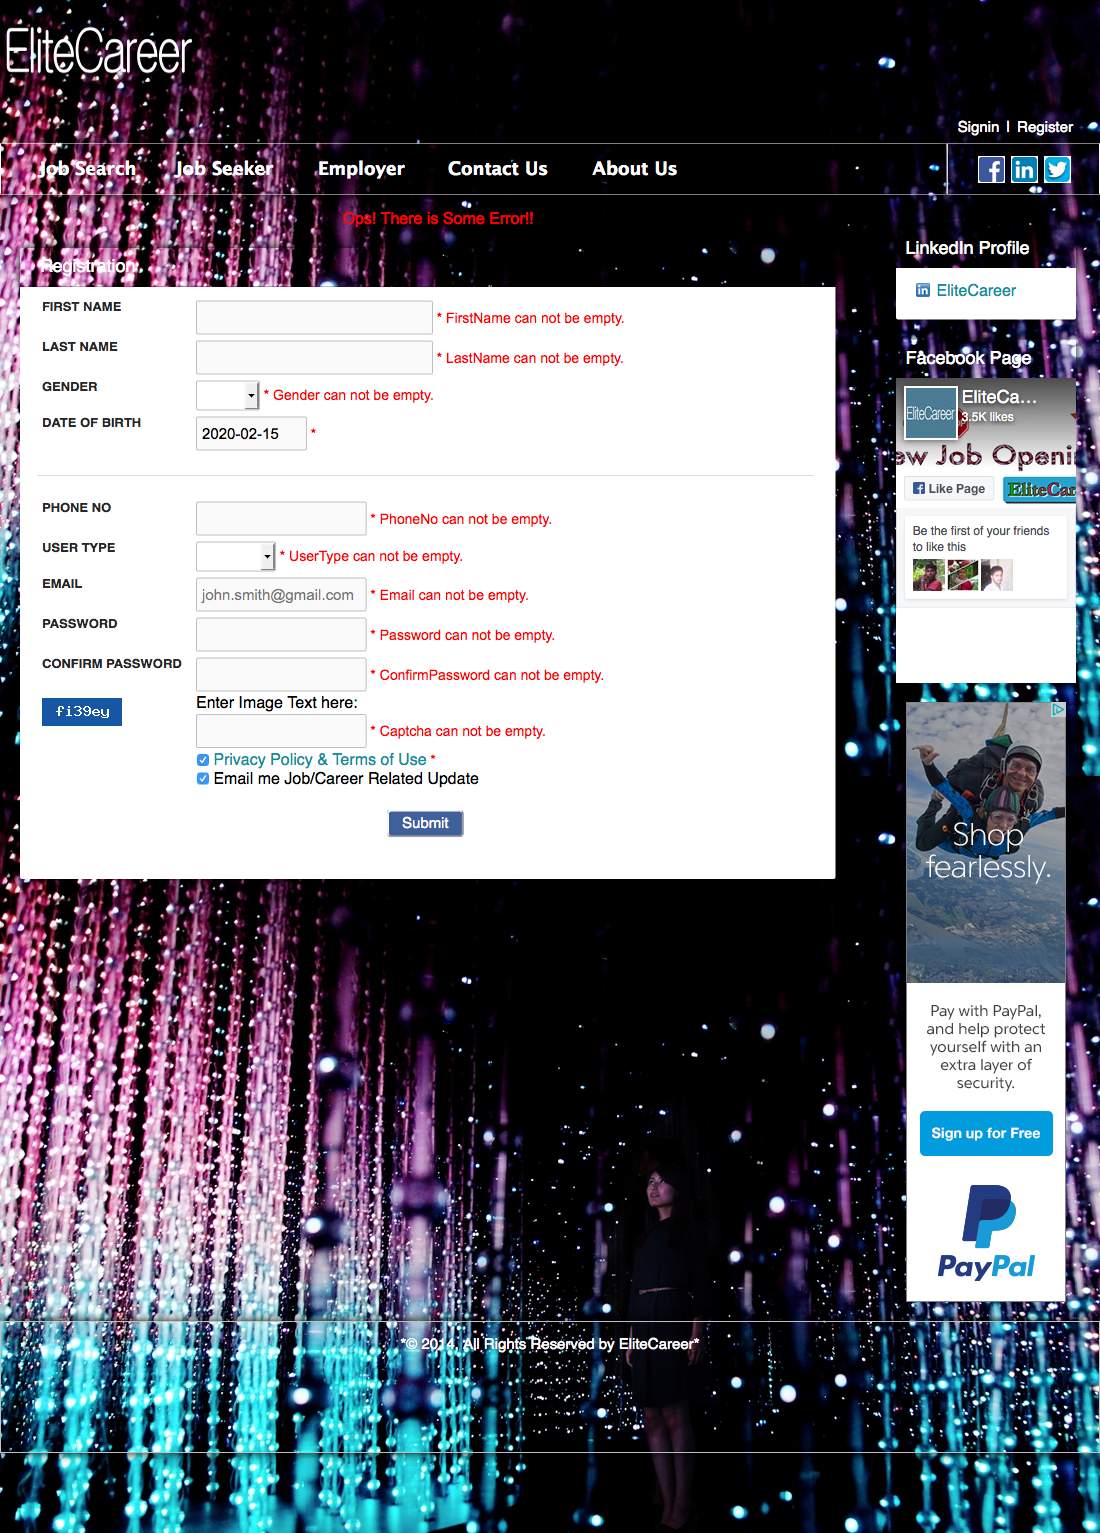 EliteCareer
Signin | Register
Job Search Job Seeker Employer Contact Us About Us
Ops! There is Some Error!!
Registration
FIRST NAME * FirstName can not be empty.
LAST NAME * LastName can not be empty.
GENDER * Gender can not be empty.
DATE OF BIRTH 2020-02-15 *
PHONE NO * PhoneNo can not be empty.
USER TYPE * UserType can not be empty.
EMAIL john.smith@gmail.com * Email can not be empty.
PASSWORD * Password can not be empty.
CONFIRM PASSWORD * ConfirmPassword can not be empty.
fi39ey Enter Image Text here:
* Captcha can not be empty.
Privacy Policy & Terms of Use *
Email me Job/Career Related Update
Submit
LinkedIn Profile
EliteCareer
Facebook Page
EliteCareer
EliteCa...
3.5K likes
ew Job Openi
Like Page
EliteCar
Be the first of your friends
to like this
Shop
fearlessly.
Pay with PayPal,
and help protect
yourself with an
extra layer of
security.
Sign up for Free
PayPal
*© 2014, All Rights Reserved by EliteCareer*